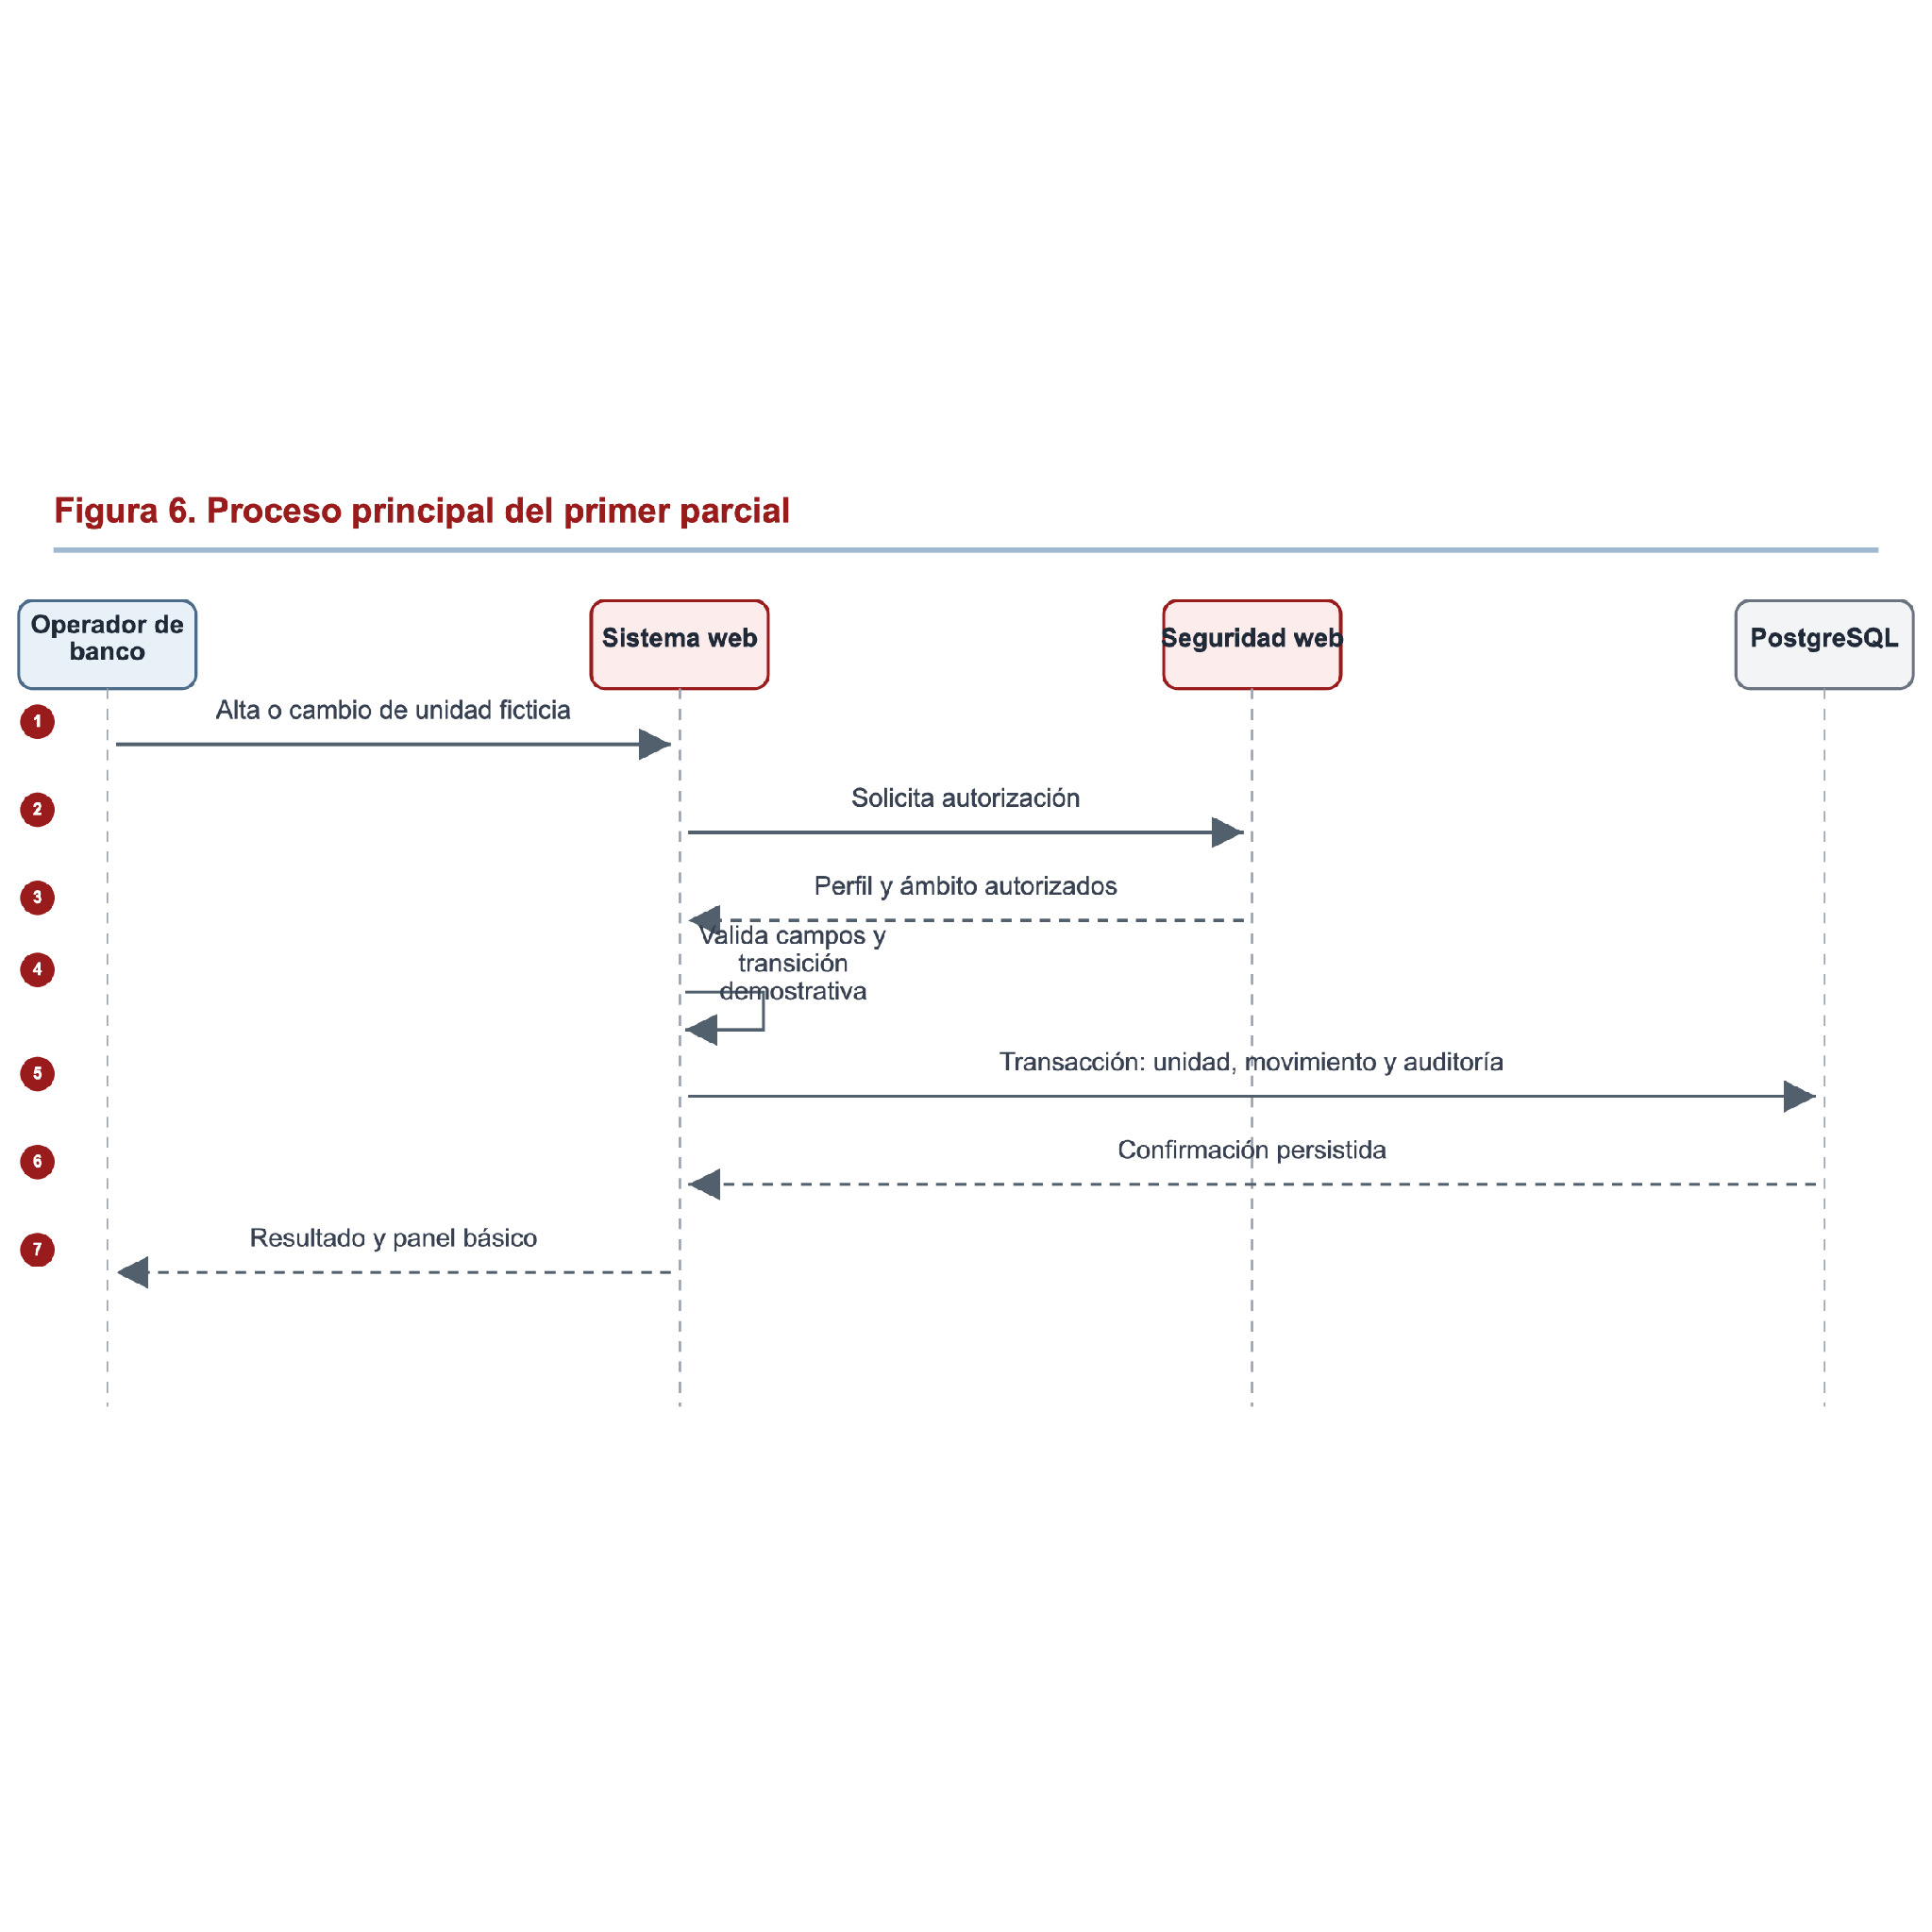 Figura 6. Proceso principal del primer parcial
Operador de
banco
Sistema web
Seguridad web
PostgreSQL
1
Alta o cambio de unidad ficticia
2
Solicita autorización
3
Perfil y ámbito autorizados
4
Valida campos y
transición
demostrativa
5
Transacción: unidad, movimiento y auditoría
6
Confirmación persistida
7
Resultado y panel básico